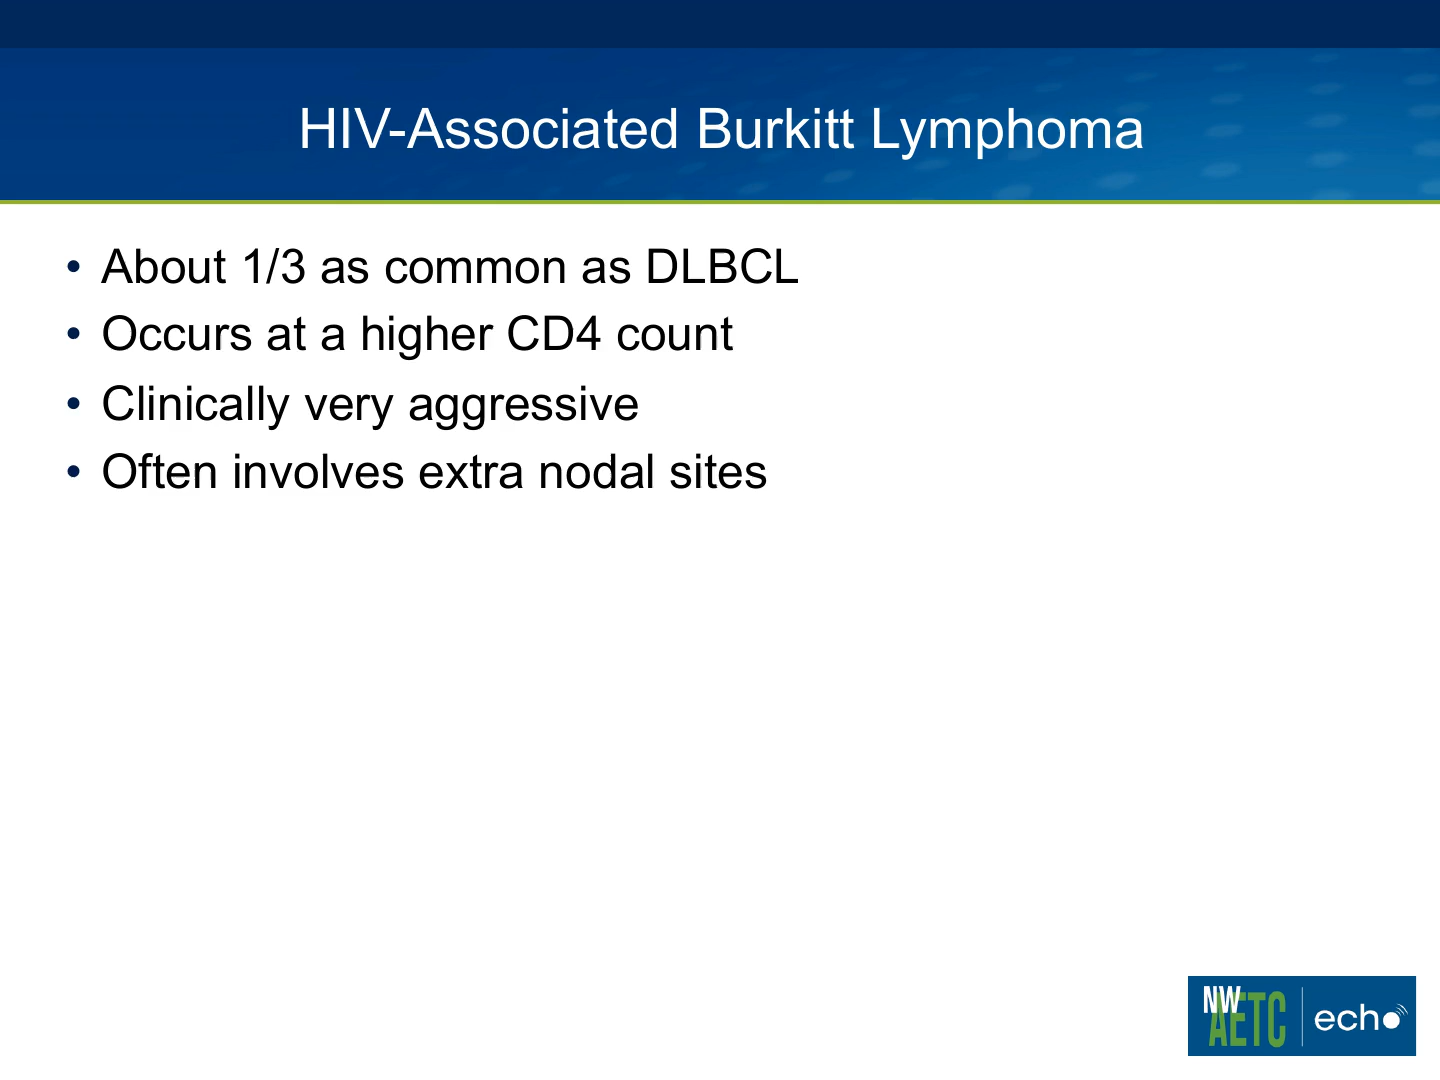 HIV-Associated Burkitt Lymphoma
• About 1/3 as common as DLBCL
• Occurs at a higher CD4 count
• Clinically very aggressive
• Often involves extra nodal sites
NW
AETC
echo